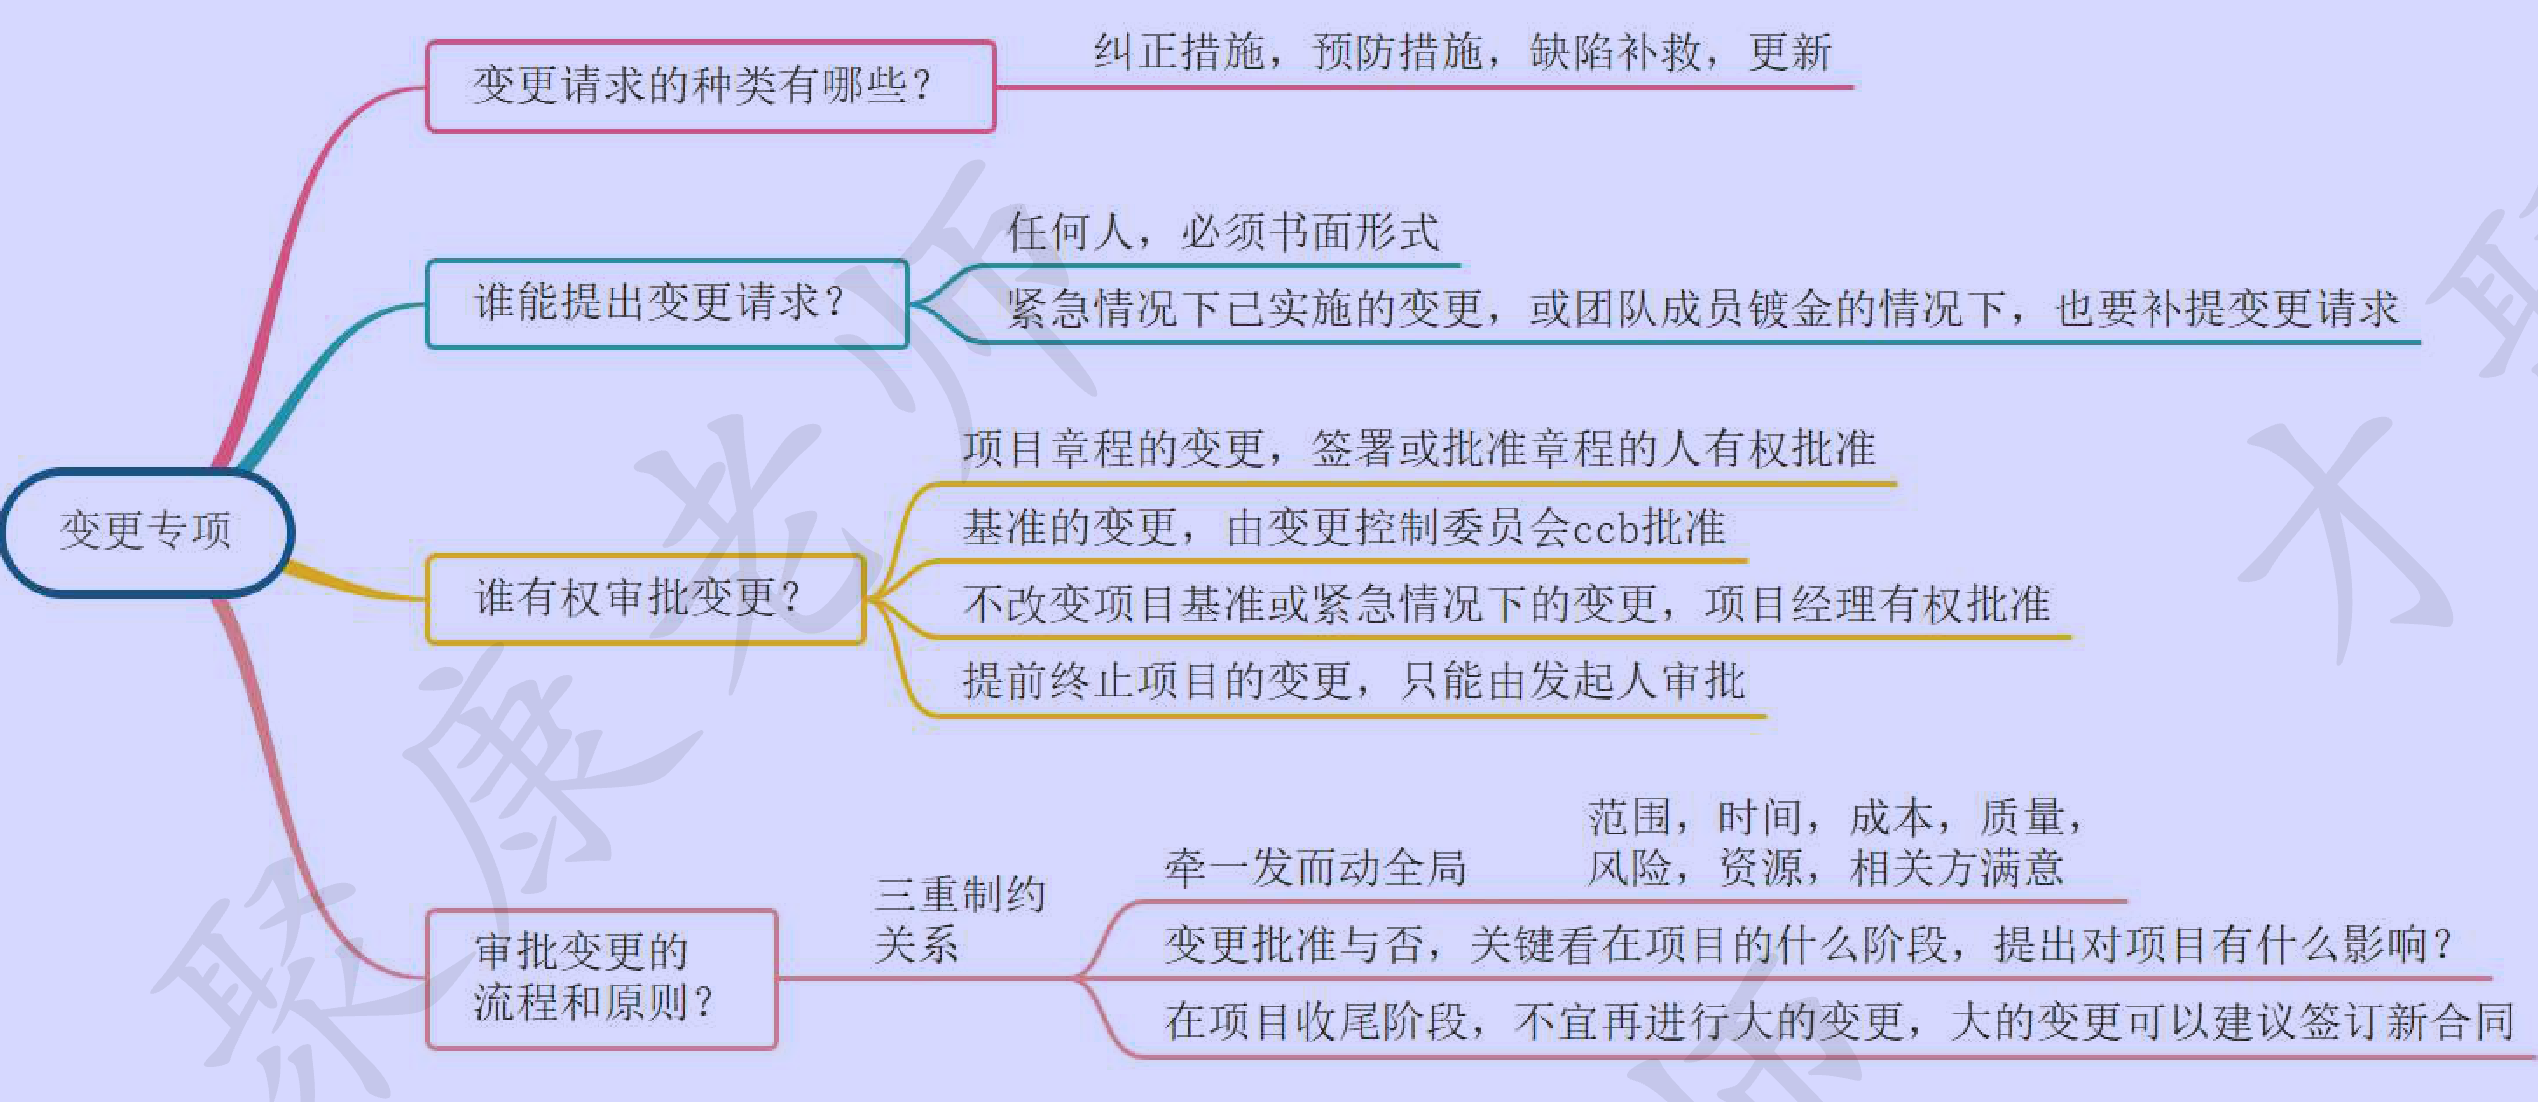 变更请求的种类有哪些？
纠正措施，预防措施，缺陷补救，更新
谁能提出变更请求？
任何人，必须书面形式
紧急情况下已实施的变更，或团队成员镀金的情况下，也要补提变更请求
变更专项
谁有权审批变更？
项目章程的变更，签署或批准章程的人有权批准
基准的变更，由变更控制委员会ccb批准
不改变项目基准或紧急情况下的变更，项目经理有权批准
提前终止项目的变更，只能由发起人审批
审批变更的
流程和原则？
三重制约
关系
牵一发而动全局
范围，时间，成本，质量，
风险，资源，相关方满意
变更批准与否，关键看在项目的什么阶段，提出对项目有什么影响？
在项目收尾阶段，不宜再进行大的变更，大的变更可以建议签订新合同
聚康老师
才